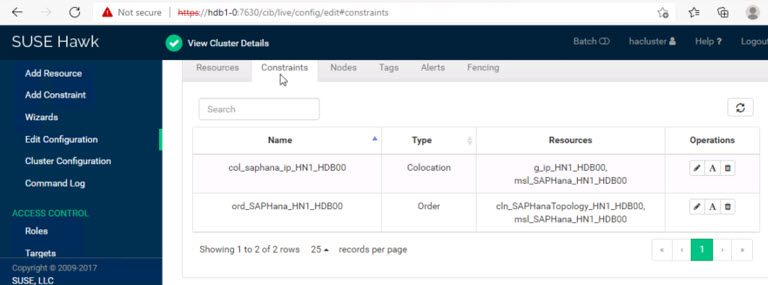 Not secure
https://hdb1-0:7630/cib/live/config/edit#constraints
SUSE Hawk
View Cluster Details
Batch
hacluster
Help ?
Logout
Add Resource
Add Constraint
Wizards
Edit Configuration
Cluster Configuration
Command Log
ACCESS CONTROL
Roles
Targets
Copyright © 2009-2017
SUSE, LLC
Resources
Constraints
Nodes
Tags
Alerts
Fencing
Search
Name
Type
Resources
Operations
col_saphana_ip_HN1_HDB00
Colocation
g_ip_HN1_HDB00,
msl_SAPHana_HN1_HDB00
A
ord_SAPHana_HN1_HDB00
Order
cln_SAPHanaTopology_HN1_HDB00,
msl_SAPHana_HN1_HDB00
A
Showing 1 to 2 of 2 rows
25
records per page
«
‹
1
›
»